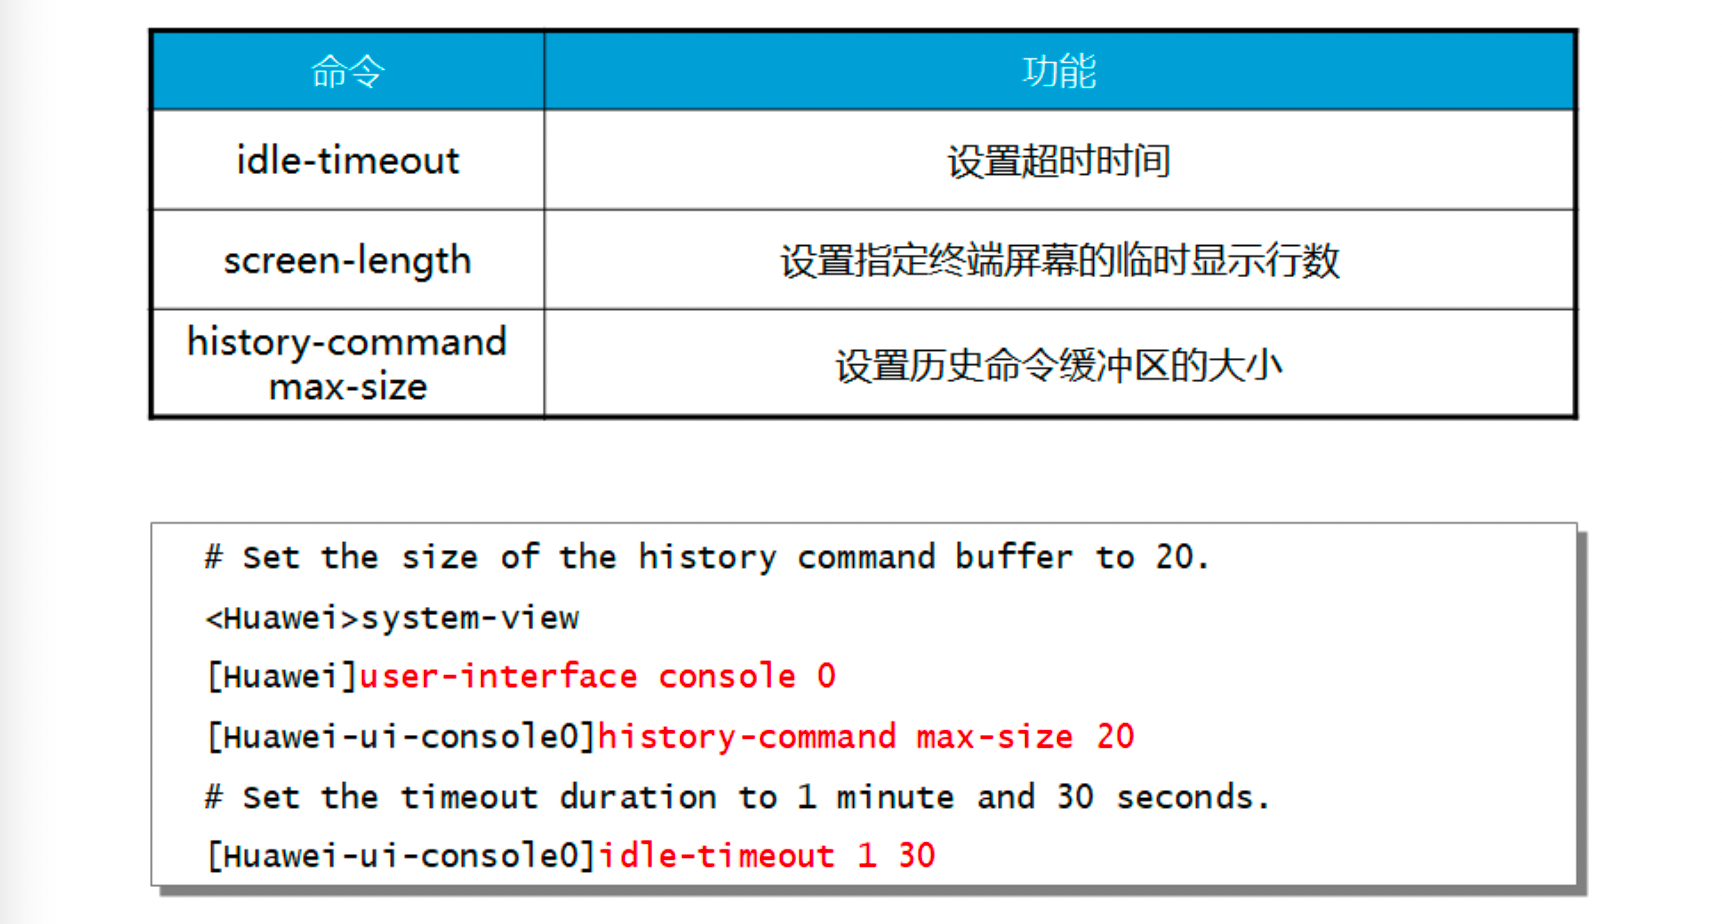 命令
功能
idle-timeout
设置超时时间
screen-length
设置指定终端屏幕的临时显示行数
history-command
max-size
设置历史命令缓冲区的大小
# Set the size of the history command buffer to 20.
<Huawei>system-view
[Huawei]user-interface console 0
[Huawei-ui-console0]history-command max-size 20
# Set the timeout duration to 1 minute and 30 seconds.
[Huawei-ui-console0]idle-timeout 1 30